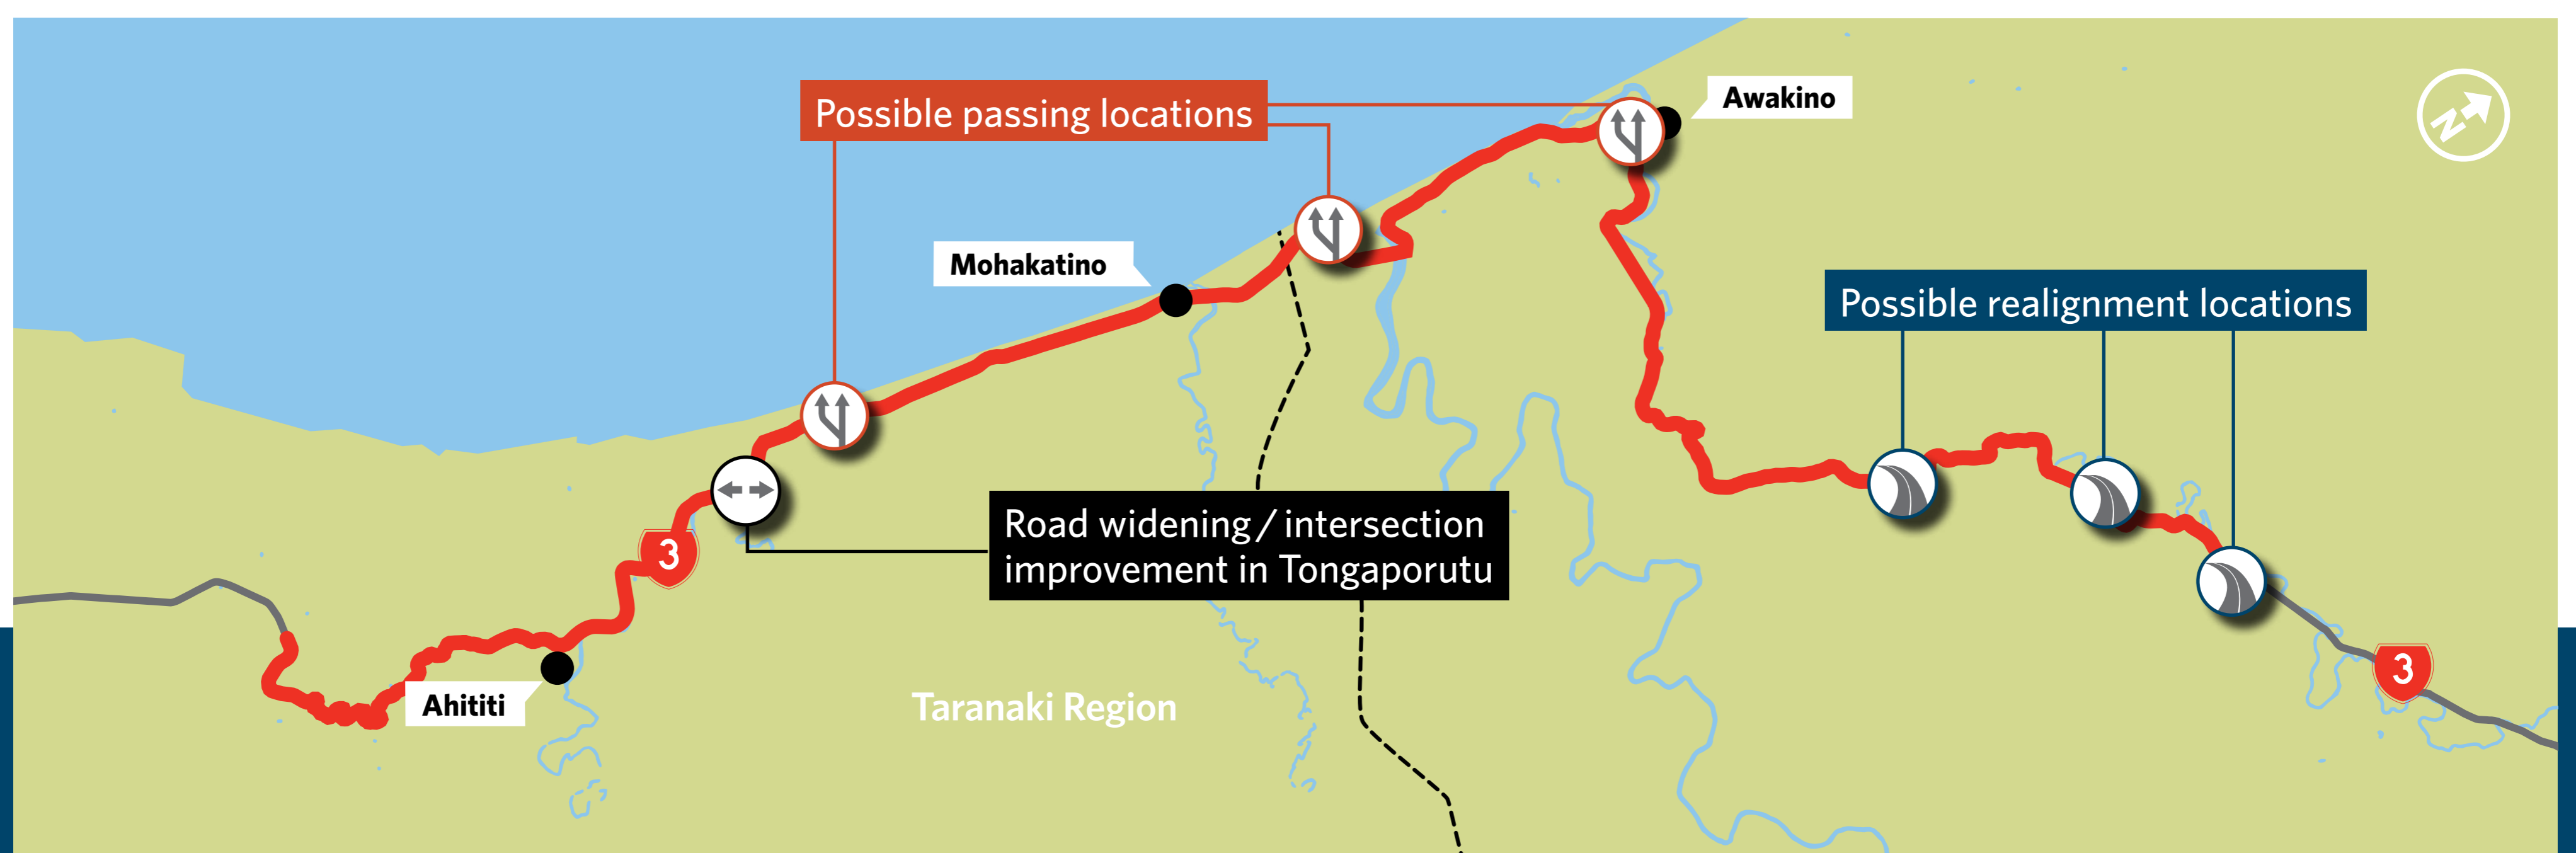 Possible passing locations
Awakino
N
Mohakatino
Possible realignment locations
Road widening / intersection
improvement in Tongaporutu
3
3
Ahititi
Taranaki Region